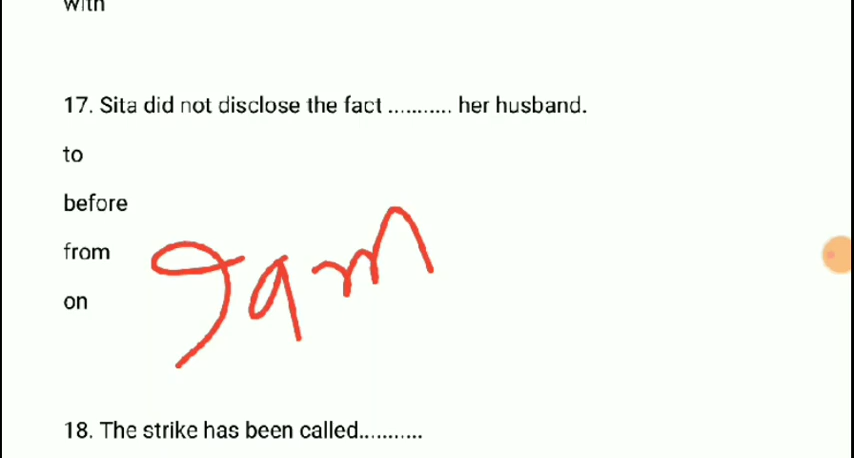 with
17. Sita did not disclose the fact ........... her husband.
to
before
from
on
18. The strike has been called...........